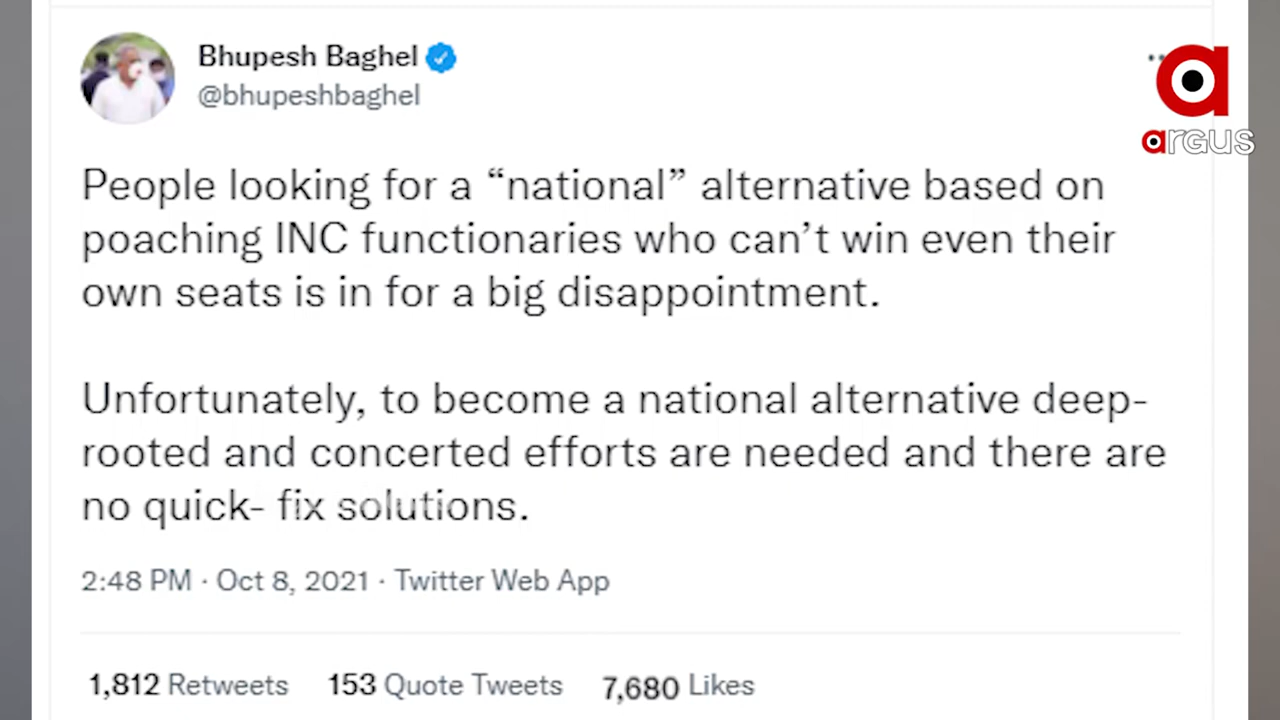 Bhupesh Baghel
@bhupeshbaghel
argus
People looking for a “national” alternative based on
poaching INC functionaries who can’t win even their
own seats is in for a big disappointment.
Unfortunately, to become a national alternative deep-
rooted and concerted efforts are needed and there are
no quick- fix solutions.
2:48 PM · Oct 8, 2021 · Twitter Web App
1,812 Retweets 153 Quote Tweets 7,680 Likes